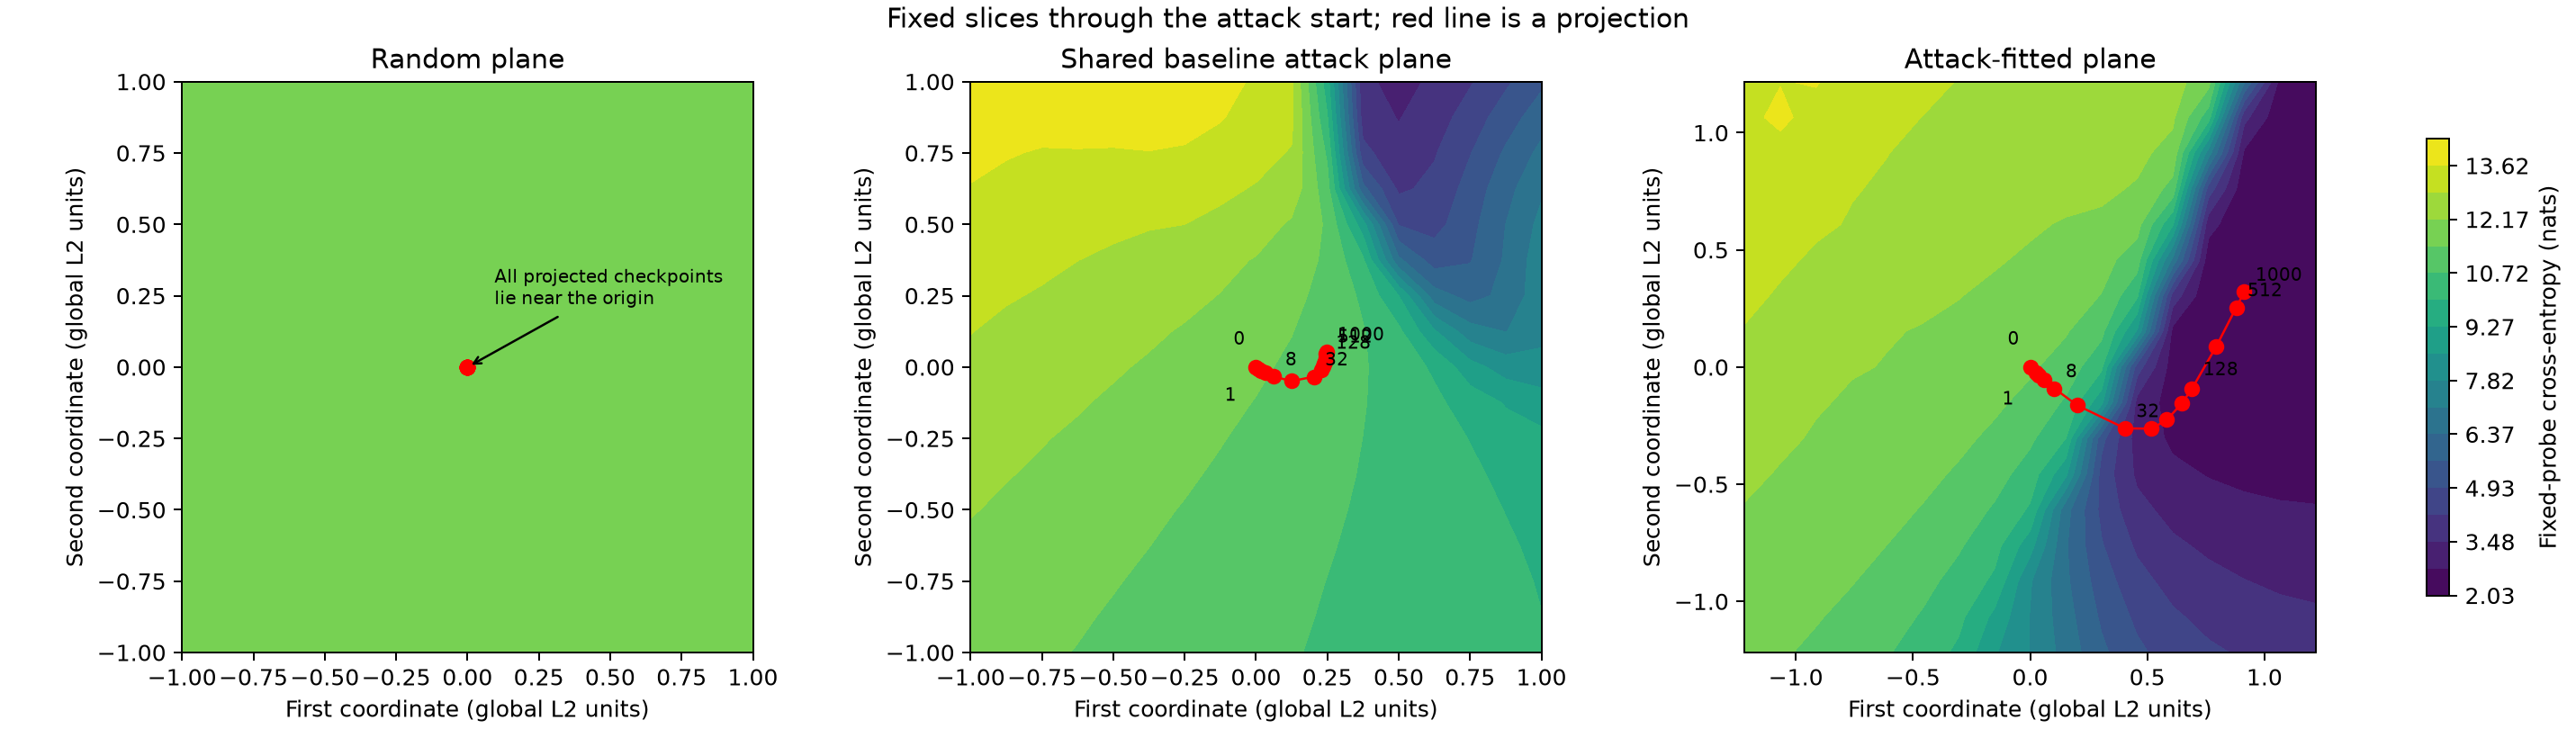 Fixed slices through the attack start; red line is a projection
Random plane
1.00
0.75
0.50
0.25
0.00
−0.25
−0.50
−0.75
−1.00
Second coordinate (global L2 units)
All projected checkpoints
lie near the origin
−1.00 −0.75 −0.50 −0.25 0.00 0.25 0.50 0.75 1.00
First coordinate (global L2 units)
Shared baseline attack plane
1.00
0.75
0.50
0.25
0.00
−0.25
−0.50
−0.75
−1.00
Second coordinate (global L2 units)
0
1
8
32
128
1000
−1.00 −0.75 −0.50 −0.25 0.00 0.25 0.50 0.75 1.00
First coordinate (global L2 units)
Attack-fitted plane
1.0
0.5
0.0
−0.5
−1.0
Second coordinate (global L2 units)
0
1
8
32
128
512
1000
−1.0 −0.5 0.0 0.5 1.0
First coordinate (global L2 units)
13.62
12.17
10.72
9.27
7.82
6.37
4.93
3.48
2.03
Fixed-probe cross-entropy (nats)